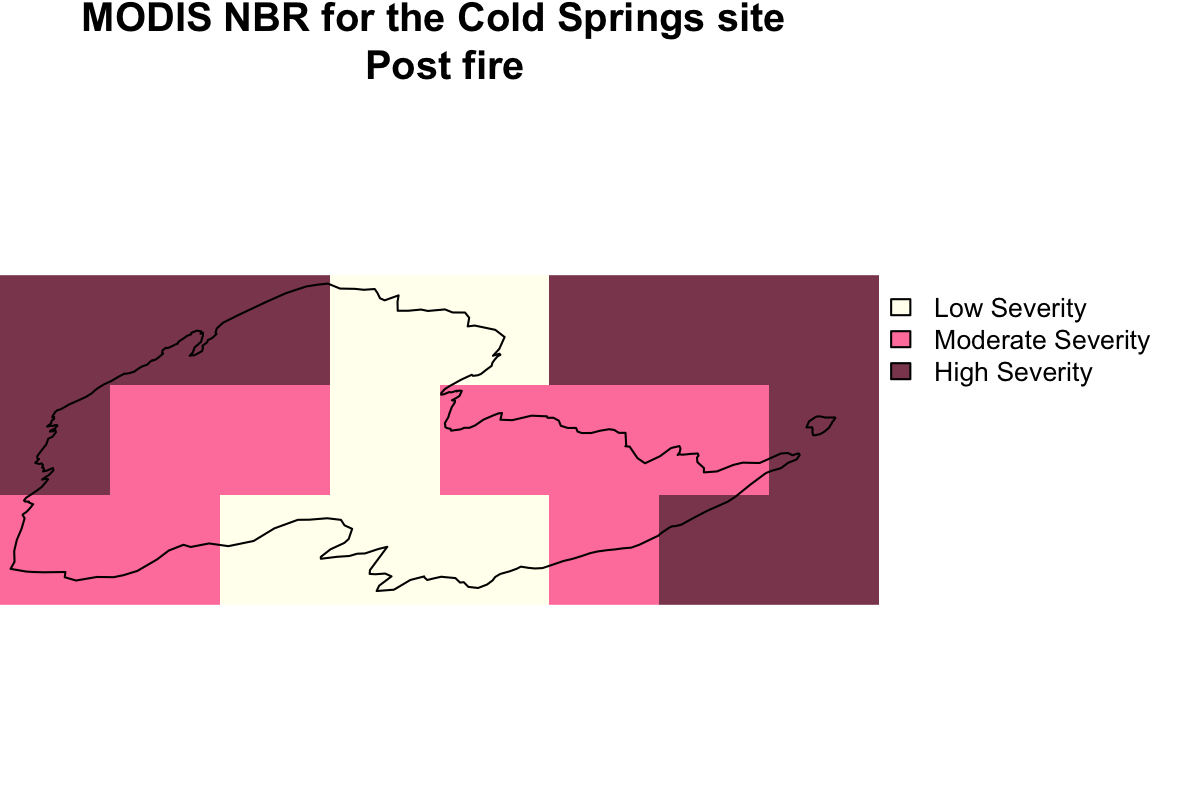 MODIS NBR for the Cold Springs site
Post fire
Low Severity
Moderate Severity
High Severity